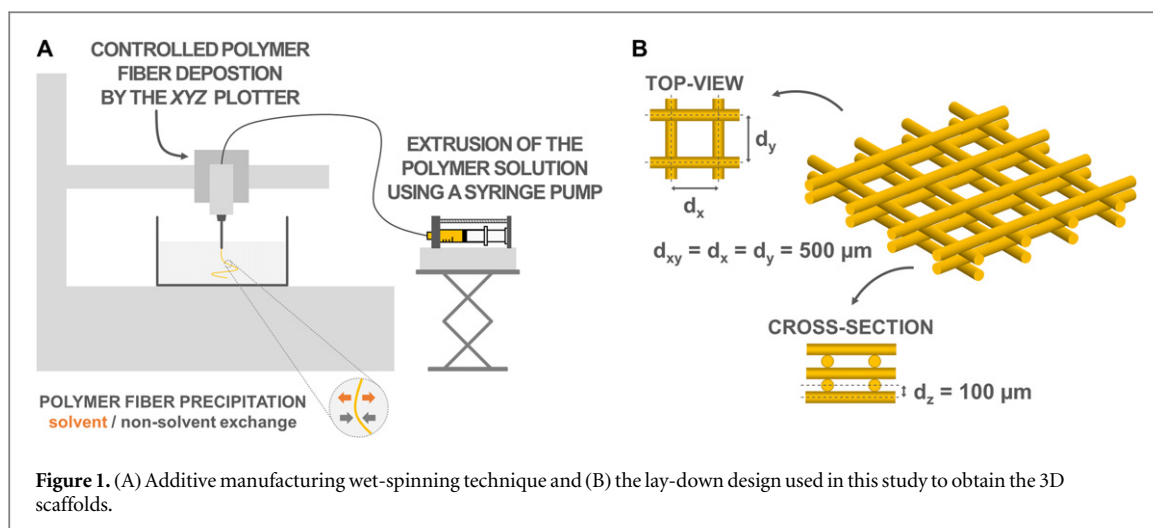 A
CONTROLLED POLYMER
FIBER DEPOSTION
BY THE XYZ PLOTTER
EXTRUSION OF THE
POLYMER SOLUTION
USING A SYRINGE PUMP
POLYMER FIBER PRECIPITATION
solvent / non-solvent exchange
B
TOP-VIEW
dy
dx
dxy = dx = dy = 500 µm
CROSS-SECTION
dz = 100 µm
Figure 1. (A) Additive manufacturing wet-spinning technique and (B) the lay-down design used in this study to obtain the 3D
scaffolds.